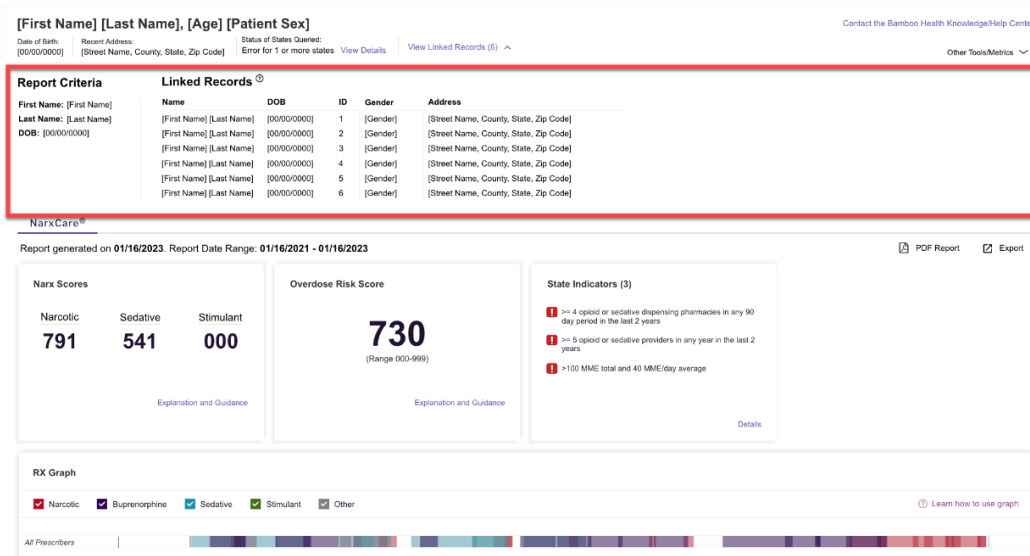 [First Name] [Last Name], [Age] [Patient Sex]
Contact the Bamboo Health Knowledge/Help Cente
Date of Birth: Recent Address: Status of States Queried:
[00/00/0000] [Street Name, County, State, Zip Code] Error for 1 or more states View Details View Linked Records (6)
Other Tools/Metrics
Report Criteria Linked Records
First Name: [First Name] Name DOB ID Gender Address
Last Name: [Last Name] [First Name] [Last Name] [00/00/0000] 1 [Gender] [Street Name, County, State, Zip Code]
DOB: [00/00/0000] [First Name] [Last Name] [00/00/0000] 2 [Gender] [Street Name, County, State, Zip Code]
[First Name] [Last Name] [00/00/0000] 3 [Gender] [Street Name, County, State, Zip Code]
[First Name] [Last Name] [00/00/0000] 4 [Gender] [Street Name, County, State, Zip Code]
[First Name] [Last Name] [00/00/0000] 5 [Gender] [Street Name, County, State, Zip Code]
[First Name] [Last Name] [00/00/0000] 6 [Gender] [Street Name, County, State, Zip Code]
NarxCare®
Report generated on 01/16/2023. Report Date Range: 01/16/2021 - 01/16/2023 PDF Report Export
Narx Scores
Narcotic Sedative Stimulant
791 541 000
Explanation and Guidance
Overdose Risk Score
730
(Range 000-999)
Explanation and Guidance
State Indicators (3)
>= 4 opioid or sedative dispensing pharmacies in any 90
day period in the last 2 years
>= 5 opioid or sedative providers in any year in the last 2
years
>100 MME total and 40 MME/day average
Details
RX Graph
Narcotic Buprenorphine Sedative Stimulant Other
Learn how to use graph
All Prescribers